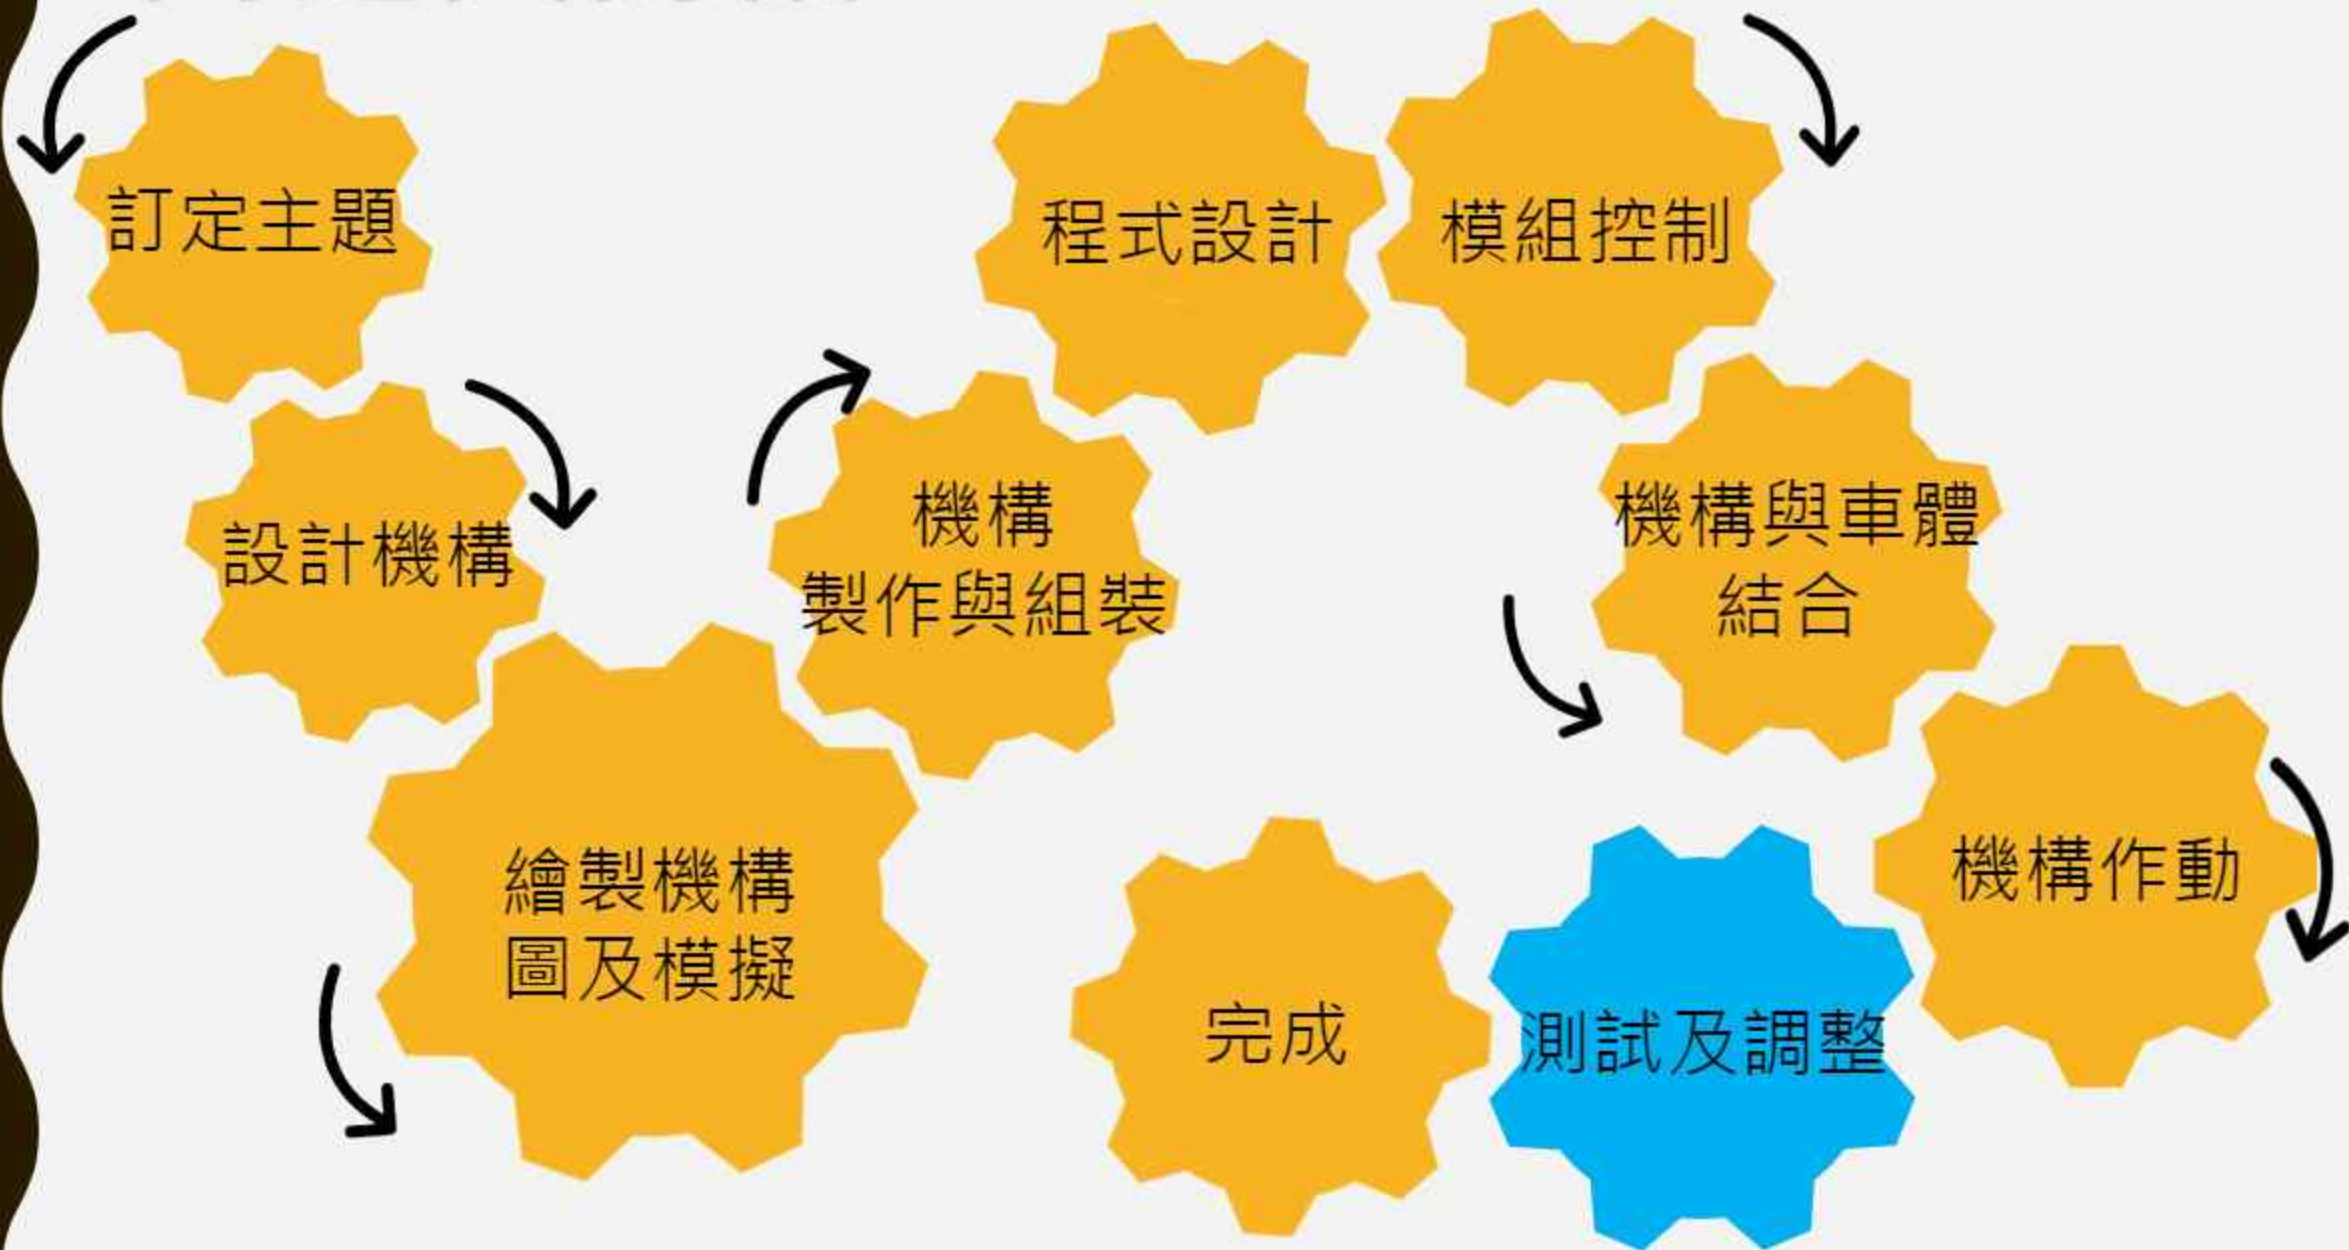 訂定主題
設計機構
繪製機構
圖及模擬
機構
製作與組裝
程式設計
模組控制
機構與車體
結合
機構作動
測試及調整
完成